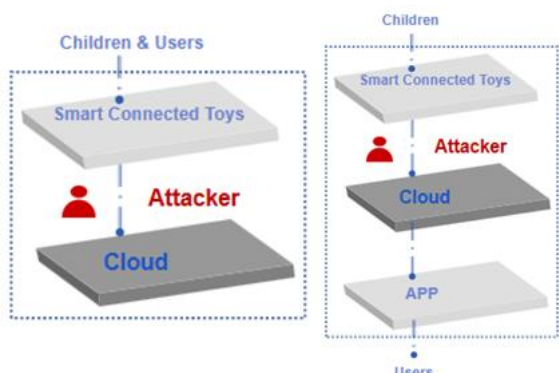 Children & Users
Smart Connected Toys
Attacker
Cloud
Children
Smart Connected Toys
Attacker
Cloud
APP
Users